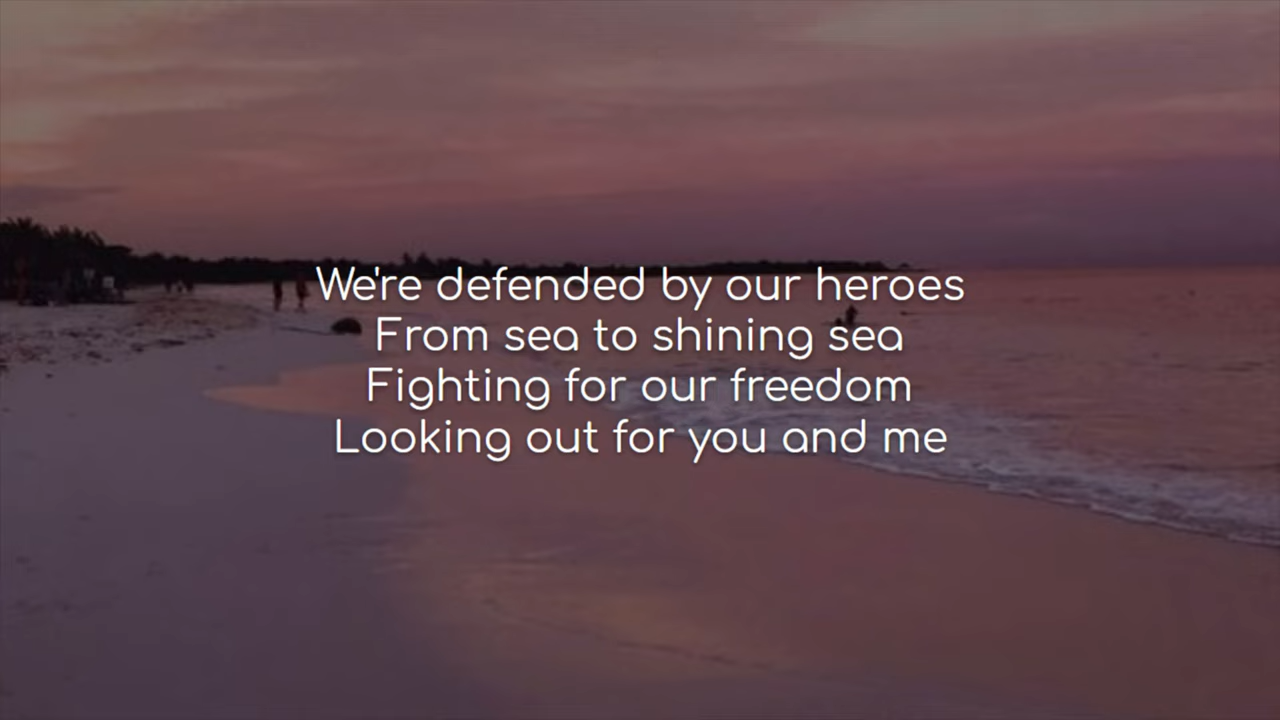 We're defended by our heroes
From sea to shining sea
Fighting for our freedom
Looking out for you and me